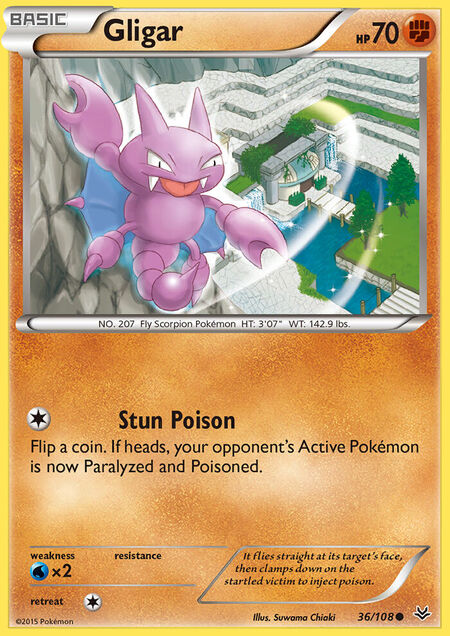 BASIC
Gligar
HP 70
NO. 207 Fly Scorpion Pokémon HT: 3'07" WT: 142.9 lbs.
Stun Poison
Flip a coin. If heads, your opponent's Active Pokémon
is now Paralyzed and Poisoned.
weakness
resistance
×2
retreat
It flies straight at its target's face,
then clamps down on the
startled victim to inject poison.
©2015 Pokémon
Illus. Suwama Chiaki
36/108